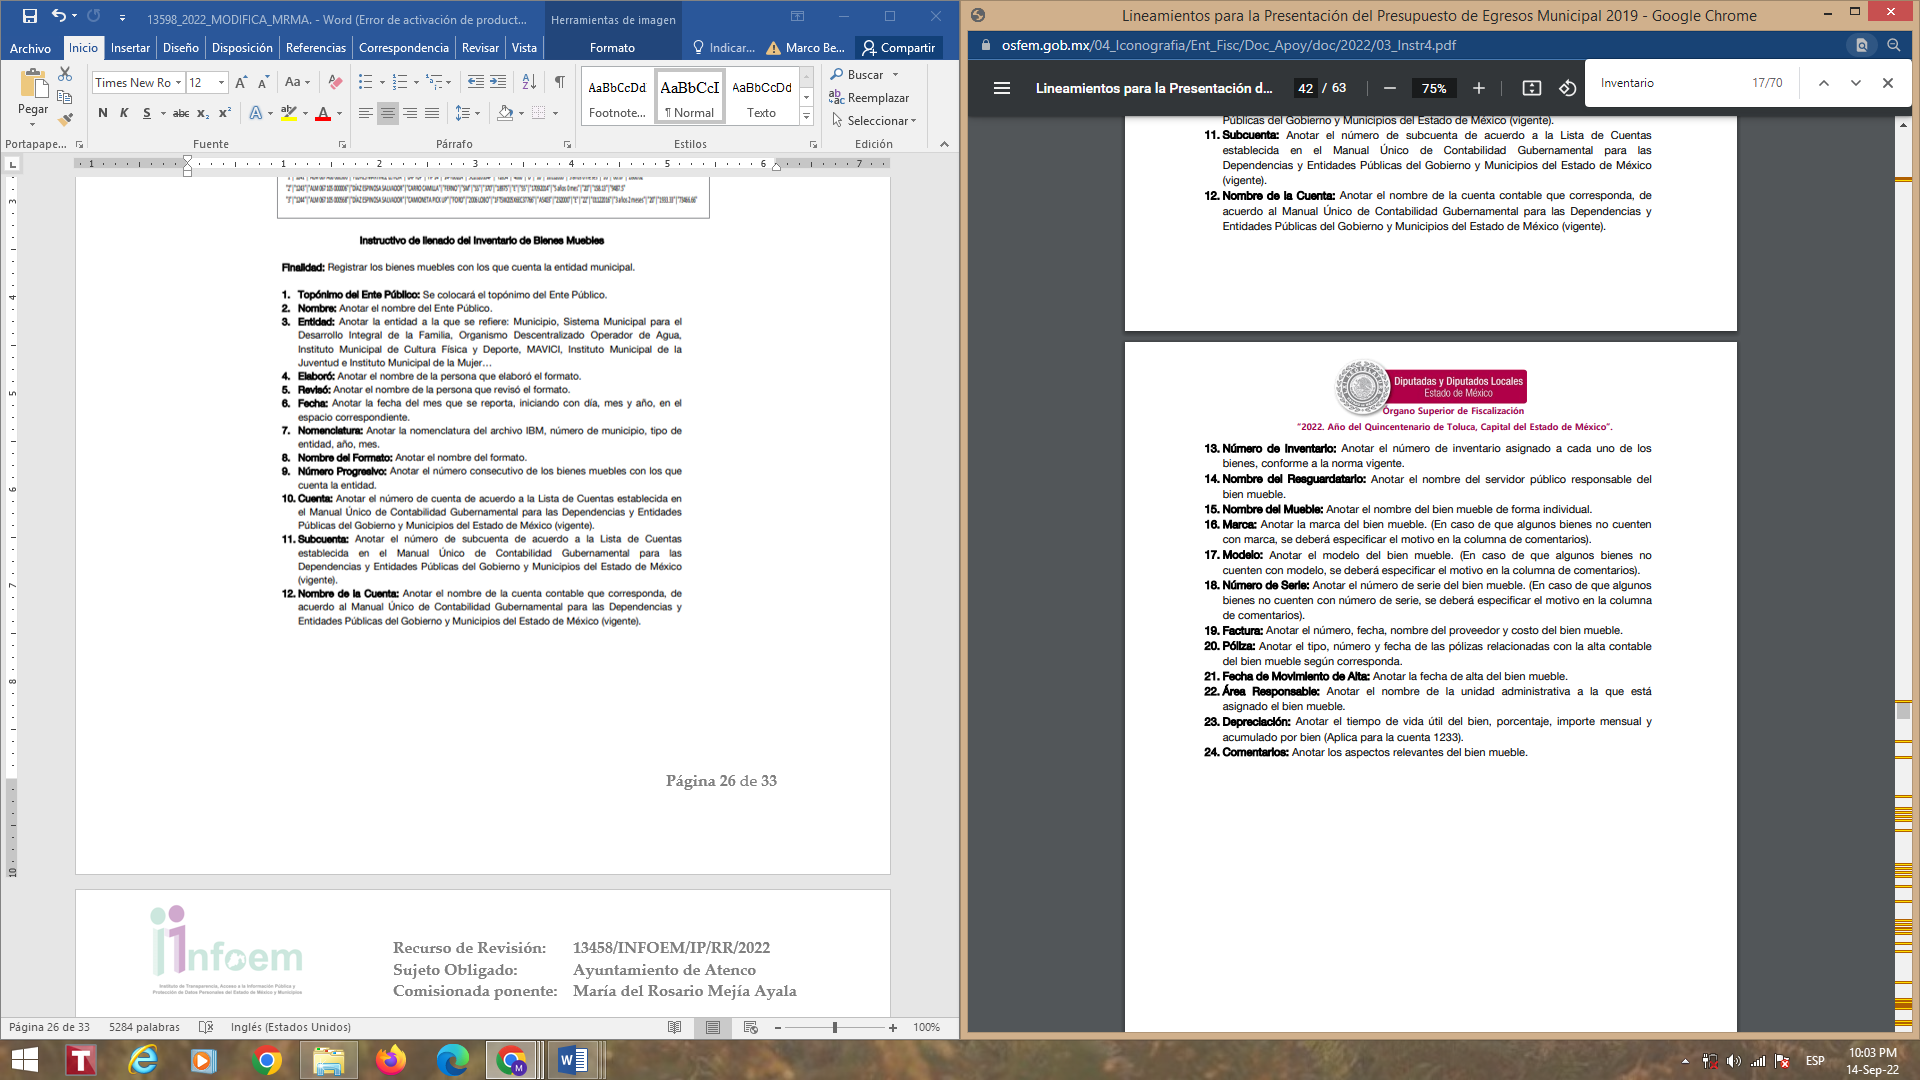 13598_2022_MODIFICA_MRMA. - Word (Error de activación de product...
Herramientas de imagen
Archivo
Inicio
Insertar
Diseño
Disposición
Referencias
Correspondencia
Revisar
Vista
Formato
Indicar...
Marco Be...
Compartir
Pegar
Times New Ro
12
N K S abc x₂ x²
AaBbCcDd
Footnote...
AaBbCcI
¶ Normal
AaBbCcDd
Texto
Buscar
Reemplazar
Seleccionar
Portapape...
Fuente
Párrafo
Estilos
Edición
Instructivo de llenado del Inventario de Bienes Muebles
Finalidad: Registrar los bienes muebles con los que cuenta la entidad municipal.
1. Topónimo del Ente Público: Se colocará el topónimo del Ente Público.
2. Nombre: Anotar el nombre del Ente Público.
3. Entidad: Anotar la entidad a la que se refiere: Municipio, Sistema Municipal para el
Desarrollo Integral de la Familia, Organismo Descentralizado Operador de Agua,
Instituto Municipal de Cultura Física y Deporte, MAVICI, Instituto Municipal de la
Juventud e Instituto Municipal de la Mujer...
4. Elaboró: Anotar el nombre de la persona que elaboró el formato.
5. Revisó: Anotar el nombre de la persona que revisó el formato.
6. Fecha: Anotar la fecha del mes que se reporta, iniciando con día, mes y año, en el
espacio correspondiente.
7. Nomenclatura: Anotar la nomenclatura del archivo IBM, número de municipio, tipo de
entidad, año, mes.
8. Nombre del Formato: Anotar el nombre del formato.
9. Número Progresivo: Anotar el número consecutivo de los bienes muebles con los que
cuenta la entidad.
10. Cuenta: Anotar el número de cuenta de acuerdo a la Lista de Cuentas establecida en
el Manual Único de Contabilidad Gubernamental para las Dependencias y Entidades
Públicas del Gobierno y Municipios del Estado de México (vigente).
11. Subcuenta: Anotar el número de subcuenta de acuerdo a la Lista de Cuentas
establecida en el Manual Único de Contabilidad Gubernamental para las
Dependencias y Entidades Públicas del Gobierno y Municipios del Estado de México
(vigente).
12. Nombre de la Cuenta: Anotar el nombre de la cuenta contable que corresponda, de
acuerdo al Manual Único de Contabilidad Gubernamental para las Dependencias y
Entidades Públicas del Gobierno y Municipios del Estado de México (vigente).
Página 26 de 33
infoem
Instituto de Transparencia, Acceso a la Información Pública y
Protección de Datos Personales del Estado de México y Municipios
Recurso de Revisión: 13458/INFOEM/IP/RR/2022
Sujeto Obligado: Ayuntamiento de Atenco
Comisionada ponente: María del Rosario Mejía Ayala
Página 26 de 33
5284 palabras
Inglés (Estados Unidos)
100%
Lineamientos para la Presentación del Presupuesto de Egresos Municipal 2019 - Google Chrome
osfem.gob.mx/04_Iconografia/Ent_Fisc/Doc_Apoy/doc/2022/03_Instr4.pdf
Lineamientos para la Presentación d...
42 / 63
75%
Inventario
17/70
Públicas del Gobierno y Municipios del Estado de México (vigente).
11. Subcuenta: Anotar el número de subcuenta de acuerdo a la Lista de Cuentas
establecida en el Manual Único de Contabilidad Gubernamental para las
Dependencias y Entidades Públicas del Gobierno y Municipios del Estado de México
(vigente).
12. Nombre de la Cuenta: Anotar el nombre de la cuenta contable que corresponda, de
acuerdo al Manual Único de Contabilidad Gubernamental para las Dependencias y
Entidades Públicas del Gobierno y Municipios del Estado de México (vigente).
Diputadas y Diputados Locales
Estado de México
Órgano Superior de Fiscalización
"2022. Año del Quincentenario de Toluca, Capital del Estado de México".
13. Número de Inventario: Anotar el número de inventario asignado a cada uno de los
bienes, conforme a la norma vigente.
14. Nombre del Resguardatario: Anotar el nombre del servidor público responsable del
bien mueble.
15. Nombre del Mueble: Anotar el nombre del bien mueble de forma individual.
16. Marca: Anotar la marca del bien mueble. (En caso de que algunos bienes no cuenten
con marca, se deberá especificar el motivo en la columna de comentarios).
17. Modelo: Anotar el modelo del bien mueble. (En caso de que algunos bienes no
cuenten con modelo, se deberá especificar el motivo en la columna de comentarios).
18. Número de Serie: Anotar el número de serie del bien mueble. (En caso de que algunos
bienes no cuenten con número de serie, se deberá especificar el motivo en la columna
de comentarios).
19. Factura: Anotar el número, fecha, nombre del proveedor y costo del bien mueble.
20. Póliza: Anotar el tipo, número y fecha de las pólizas relacionadas con la alta contable
del bien mueble según corresponda.
21. Fecha de Movimiento de Alta: Anotar la fecha de alta del bien mueble.
22. Área Responsable: Anotar el nombre de la unidad administrativa a la que está
asignado el bien mueble.
23. Depreciación: Anotar el tiempo de vida útil del bien, porcentaje, importe mensual y
acumulado por bien (Aplica para la cuenta 1233).
24. Comentarios: Anotar los aspectos relevantes del bien mueble.
ESP
10:03 PM
14-Sep-22